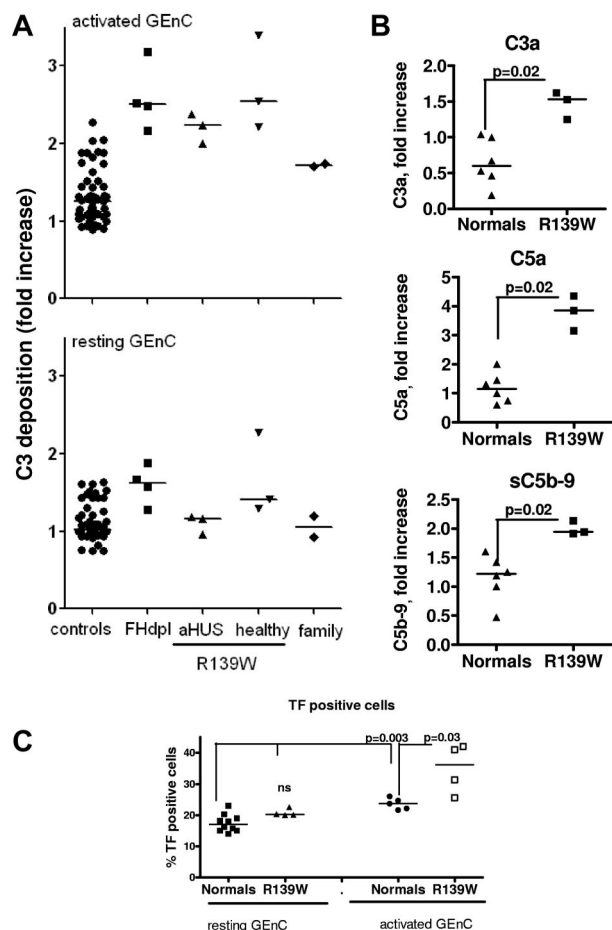 A
activated GEnC
3
2
1
0
C3 deposition (fold increase)
resting GEnC
3
2
1
0
controls FHdpl aHUS healthy family
R139W
B
C3a
p=0.02
2.0
1.5
1.0
0.5
0.0
C3a, fold increase
Normals R139W
C5a
p=0.02
5
4
3
2
1
0
C5a, fold increase
Normals R139W
sC5b-9
p=0.02
2.5
2.0
1.5
1.0
0.5
0.0
C5b-9, fold increase
Normals R139W
C
TF positive cells
p=0.003 p=0.03
40
30
20
10
0
% TF positive cells
ns
Normals R139W . Normals R139W
resting GEnC activated GEnC